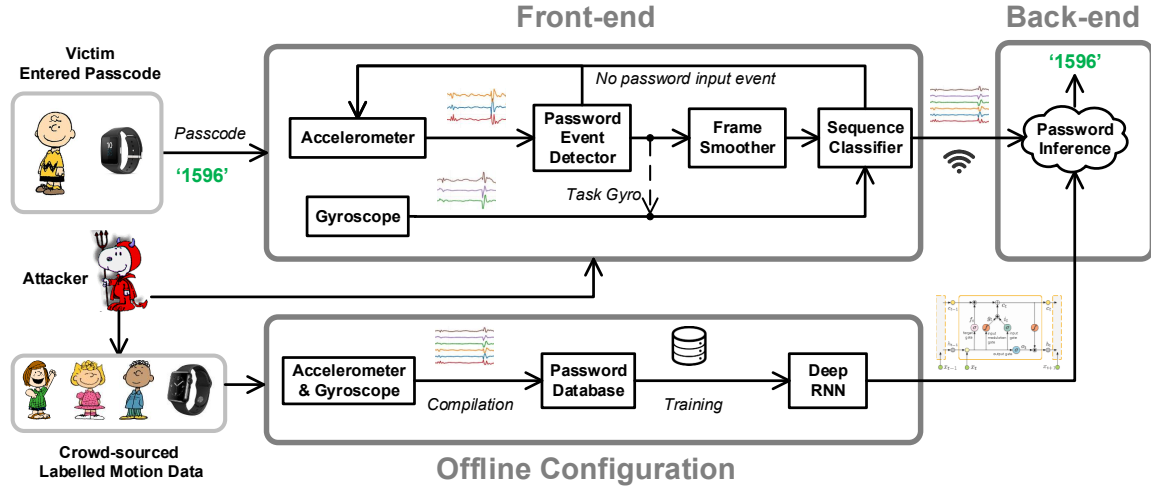 Front-end
Back-end
Victim
Entered Passcode
Passcode
'1596'
No password input event
Accelerometer
Password
Event
Detector
Frame
Smoother
Sequence
Classifier
Task Gyro
Gyroscope
'1596'
Password
Inference
Attacker
Accelerometer
& Gyroscope
Compilation
Password
Database
Training
Deep
RNN
Crowd-sourced
Labelled Motion Data
Offline Configuration